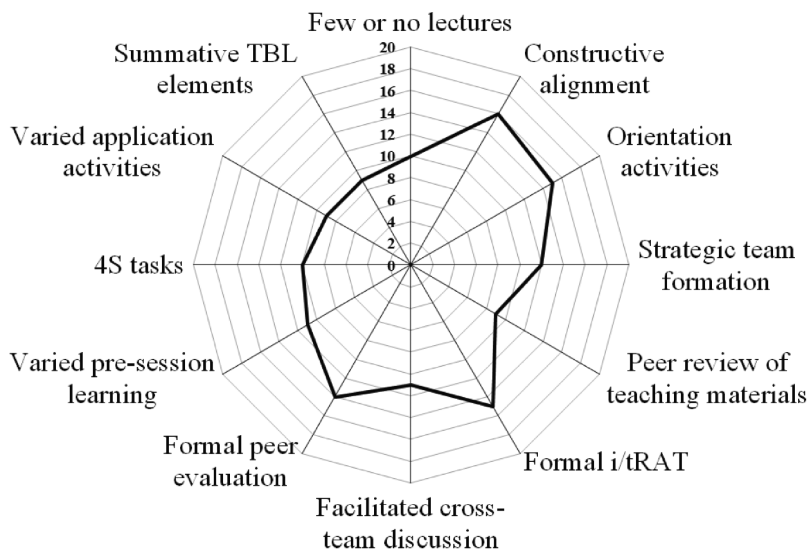 Few or no lectures
Summative TBL
elements
Constructive
alignment
Varied application
activities
Orientation
activities
4S tasks
Strategic team
formation
Varied pre-session
learning
Peer review of
teaching materials
Formal peer
evaluation
Formal i/tRAT
Facilitated cross-
team discussion
20
18
16
14
12
10
8
6
4
2
0